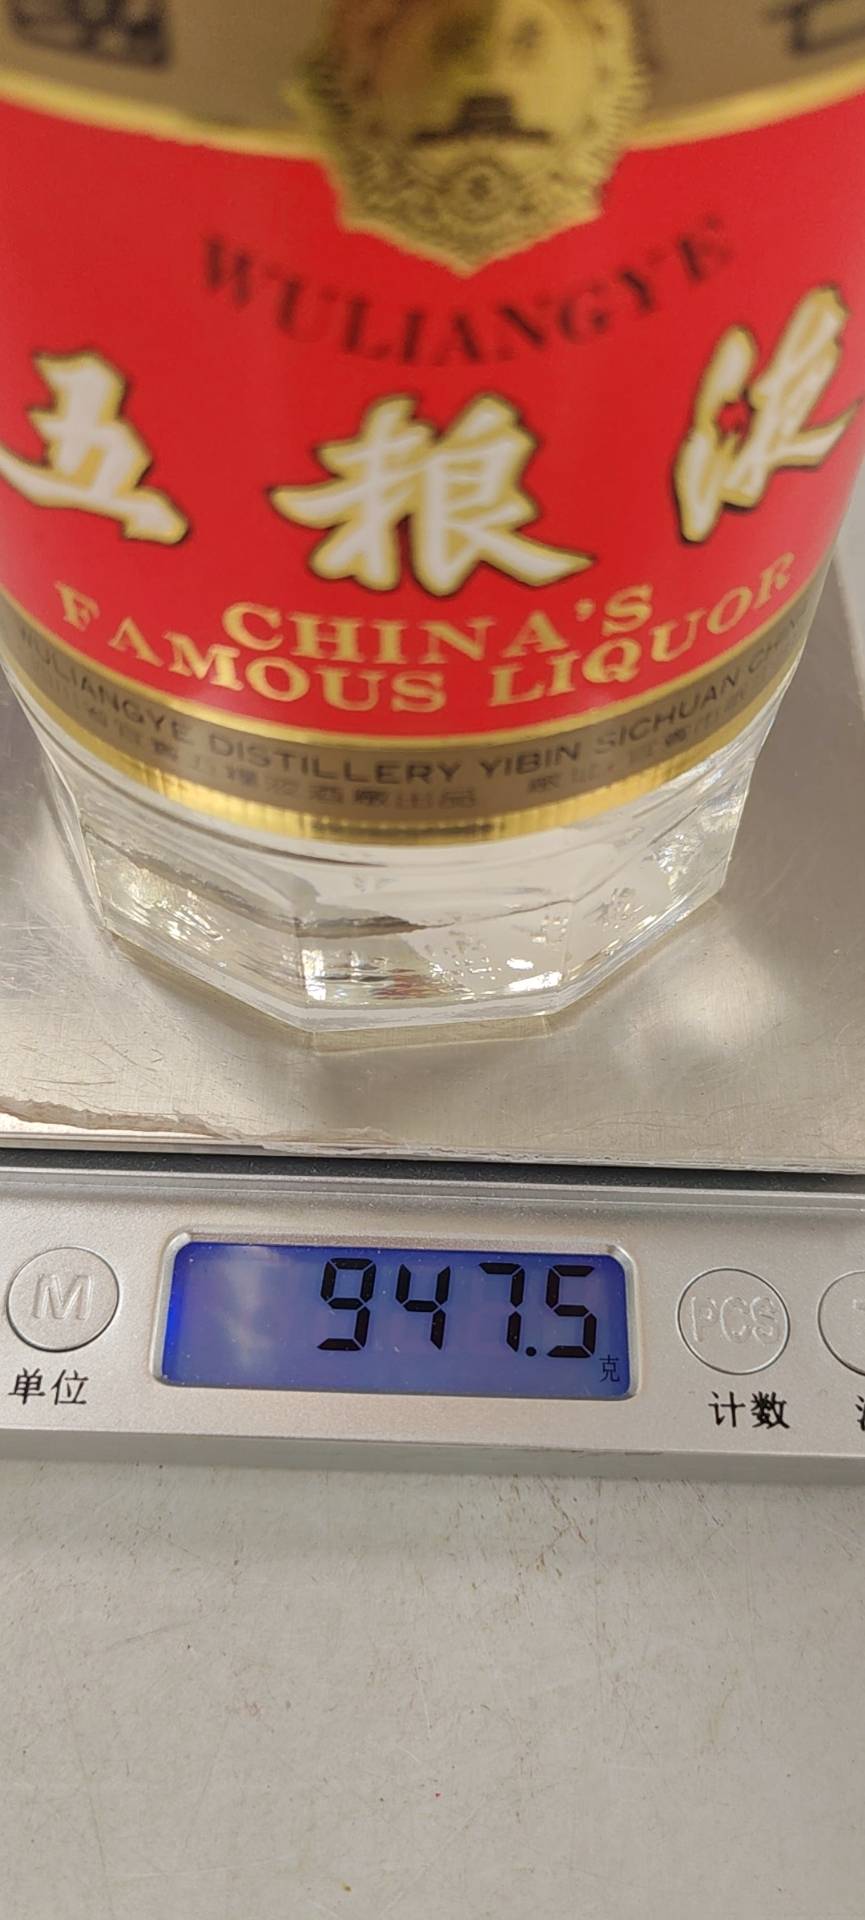 WULIANGYE
五粮液
CHINA'S
FAMOUS LIQUOR
WULIANGYE DISTILLERY YIBIN SICHUAN CHINA
M
947.5
克
PCS
单位
计数